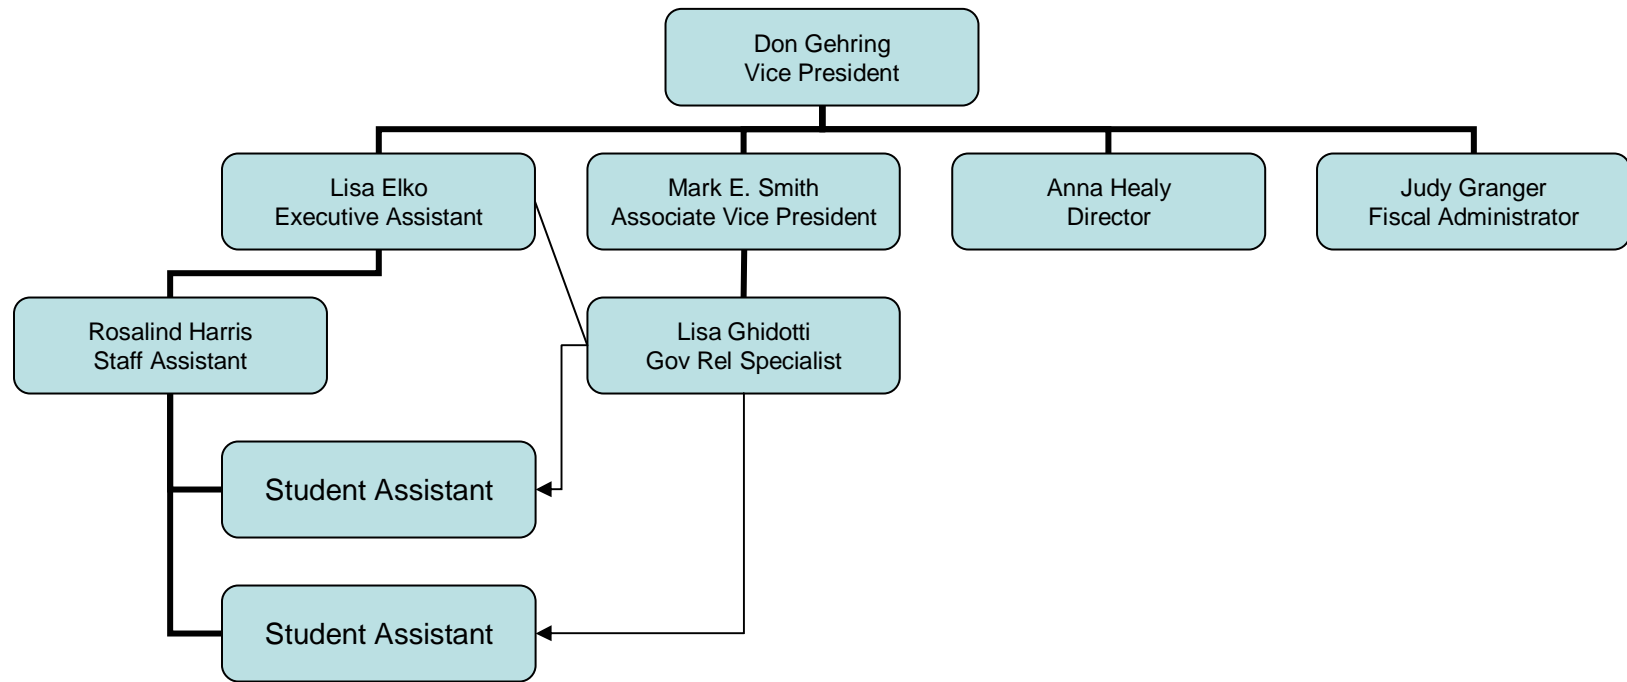 Don Gehring
Vice President
Lisa Elko
Executive Assistant
Mark E. Smith
Associate Vice President
Anna Healy
Director
Judy Granger
Fiscal Administrator
Rosalind Harris
Staff Assistant
Lisa Ghidotti
Gov Rel Specialist
Student Assistant
Student Assistant